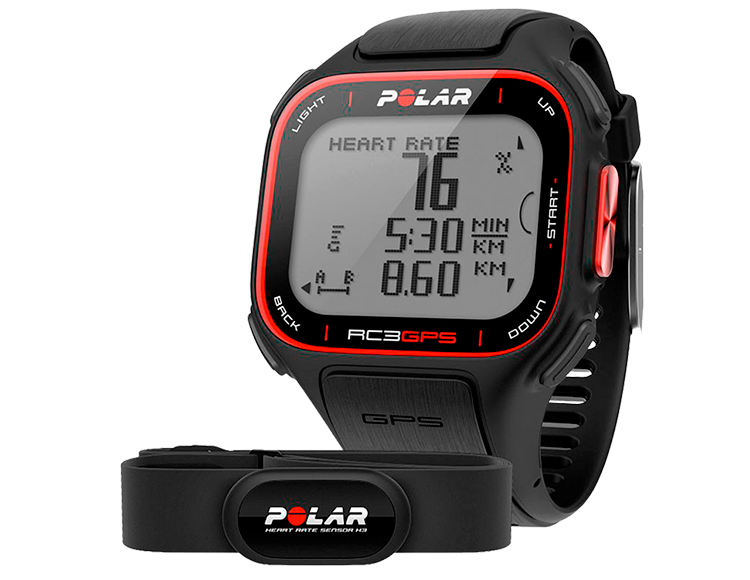 POLAR
LIGHT
UP
HEART RATE
76 %
START
5:30 MIN/KM
G
A B
8.60 KM
BACK
DOWN
RC3GPS
GPS
POLAR
HEART RATE SENSOR H3